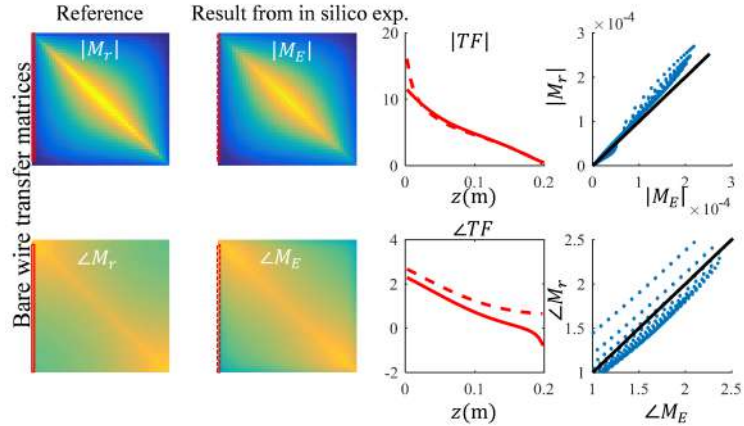 Reference
Result from in silico exp.
Bare wire transfer matrices
|M_r|
|M_E|
|TF|
20
10
0
0
0.1
0.2
z(m)
×10⁻⁴
3
2
1
0
|M_r|
0
1
2
3
|M_E|
×10⁻⁴
∠M_r
∠M_E
∠TF
4
2
0
-2
0
0.1
0.2
z(m)
2.5
2
1.5
1
∠M_r
1
1.5
2
2.5
∠M_E